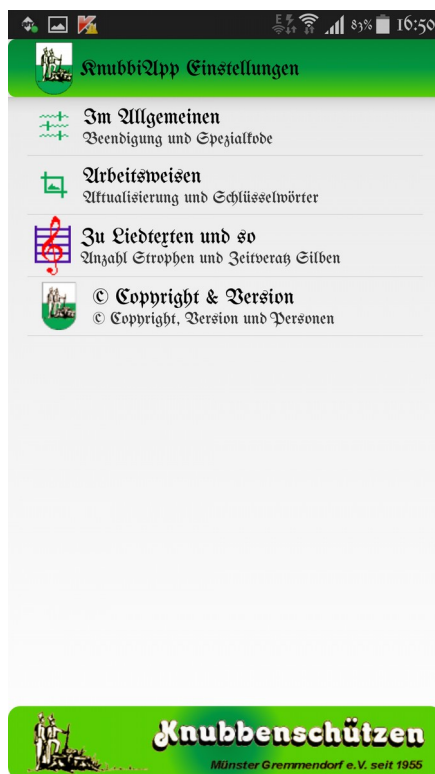 83% 16:50
KnubbiApp Einstellungen
Im Allgemeinen
Beendigung und Spezialkode
Arbeitsweisen
Aktualisierung und Schlüsselwörter
Zu Liedtexten und so
Anzahl Strophen und Zeitveratz Silben
© Copyright & Version
© Copyright, Version und Personen
Knubbenschützen
Münster Gremmendorf e.V. seit 1955